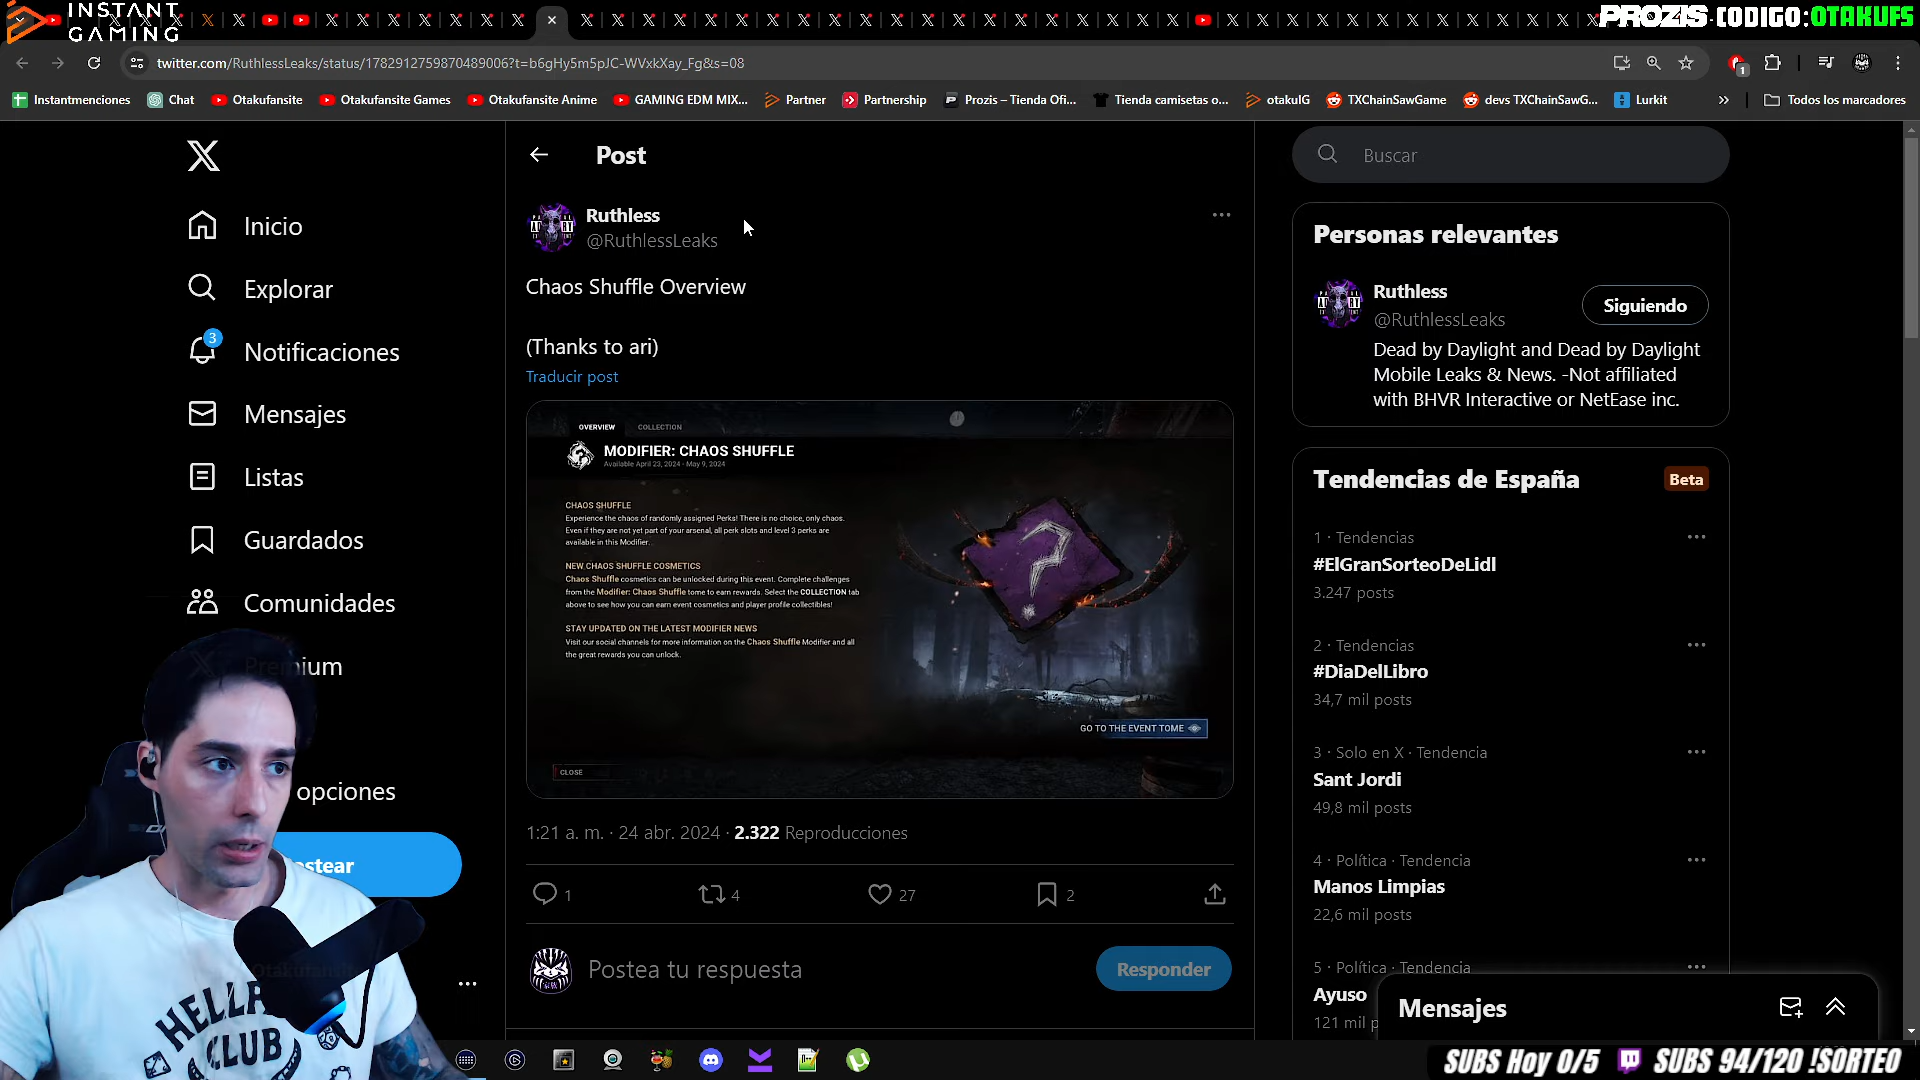 INSTANT
GAMING
PROZIS CODIGO:OTAKUFS
twitter.com/RuthlessLeaks/status/1782912759870489006?t=b6gHy5m5pJC-WVxkXay_Fg&s=08
1
Instantmenciones
Chat
Otakufansite
Otakufansite Games
Otakufansite Anime
GAMING EDM MIX...
Partner
Partnership
Prozis – Tienda Ofi...
Tienda camisetas o...
otakuIG
TXChainSawGame
devs TXChainSawG...
Lurkit
Todos los marcadores
Inicio
Explorar
3
Notificaciones
Mensajes
Listas
Guardados
Comunidades
Premium
opciones
Post
Ruthless
@RuthlessLeaks
Chaos Shuffle Overview
(Thanks to ari)
Traducir post
OVERVIEW COLLECTION
MODIFIER: CHAOS SHUFFLE
Available April 23, 2024 - May 9, 2024
CHAOS SHUFFLE
Experience the chaos of randomly assigned Perks! There is no choice, only chaos.
Even if they are not yet part of your arsenal, all perk slots and level 3 perks are
available in this Modifier.
NEW CHAOS SHUFFLE COSMETICS
Chaos Shuffle cosmetics can be unlocked during this event. Complete challenges
from the Modifier: Chaos Shuffle tome to earn rewards. Select the COLLECTION tab
above to see how you can earn event cosmetics and player profile collectibles!
STAY UPDATED ON THE LATEST MODIFIER NEWS
Visit our social channels for more information on the Chaos Shuffle Modifier and all
the great rewards you can unlock.
GO TO THE EVENT TOME
CLOSE
1:21 a. m. · 24 abr. 2024 · 2.322 Reproducciones
1
4
27
2
Postea tu respuesta
Responder
Buscar
Personas relevantes
Ruthless
@RuthlessLeaks
Siguiendo
Dead by Daylight and Dead by Daylight
Mobile Leaks & News. -Not affiliated
with BHVR Interactive or NetEase inc.
Tendencias de España
Beta
1 · Tendencias
#ElGranSorteoDeLidl
3.247 posts
2 · Tendencias
#DiaDelLibro
34,7 mil posts
3 · Solo en X · Tendencia
Sant Jordi
49,8 mil posts
4 · Política · Tendencia
Manos Limpias
22,6 mil posts
5 · Política · Tendencia
Ayuso
121 mil p
Mensajes
HELLF
CLUB
SUBS Hoy 0/5
SUBS 94/120 !SORTEO